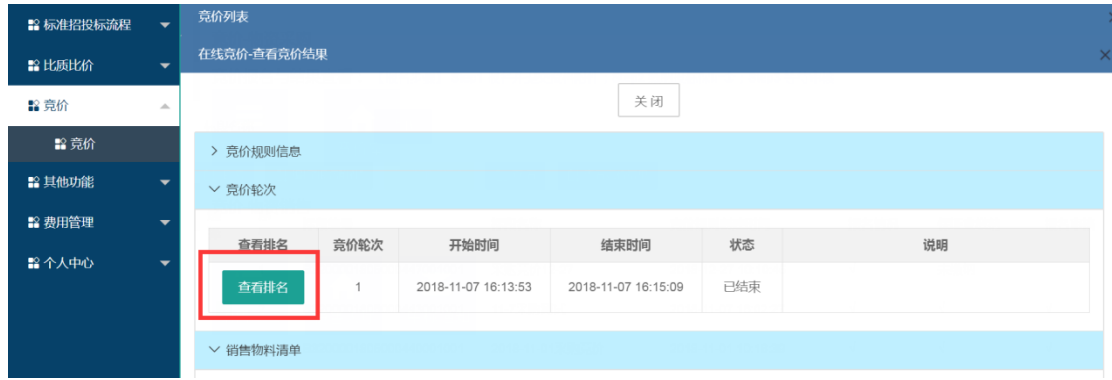 标准招投标流程
比质比价
竞价
竞价
其他功能
费用管理
个人中心
竞价列表
在线竞价-查看竞价结果
关闭
竞价规则信息
竞价轮次
查看排名 竞价轮次 开始时间 结束时间 状态 说明
查看排名 1 2018-11-07 16:13:53 2018-11-07 16:15:09 已结束
销售物料清单